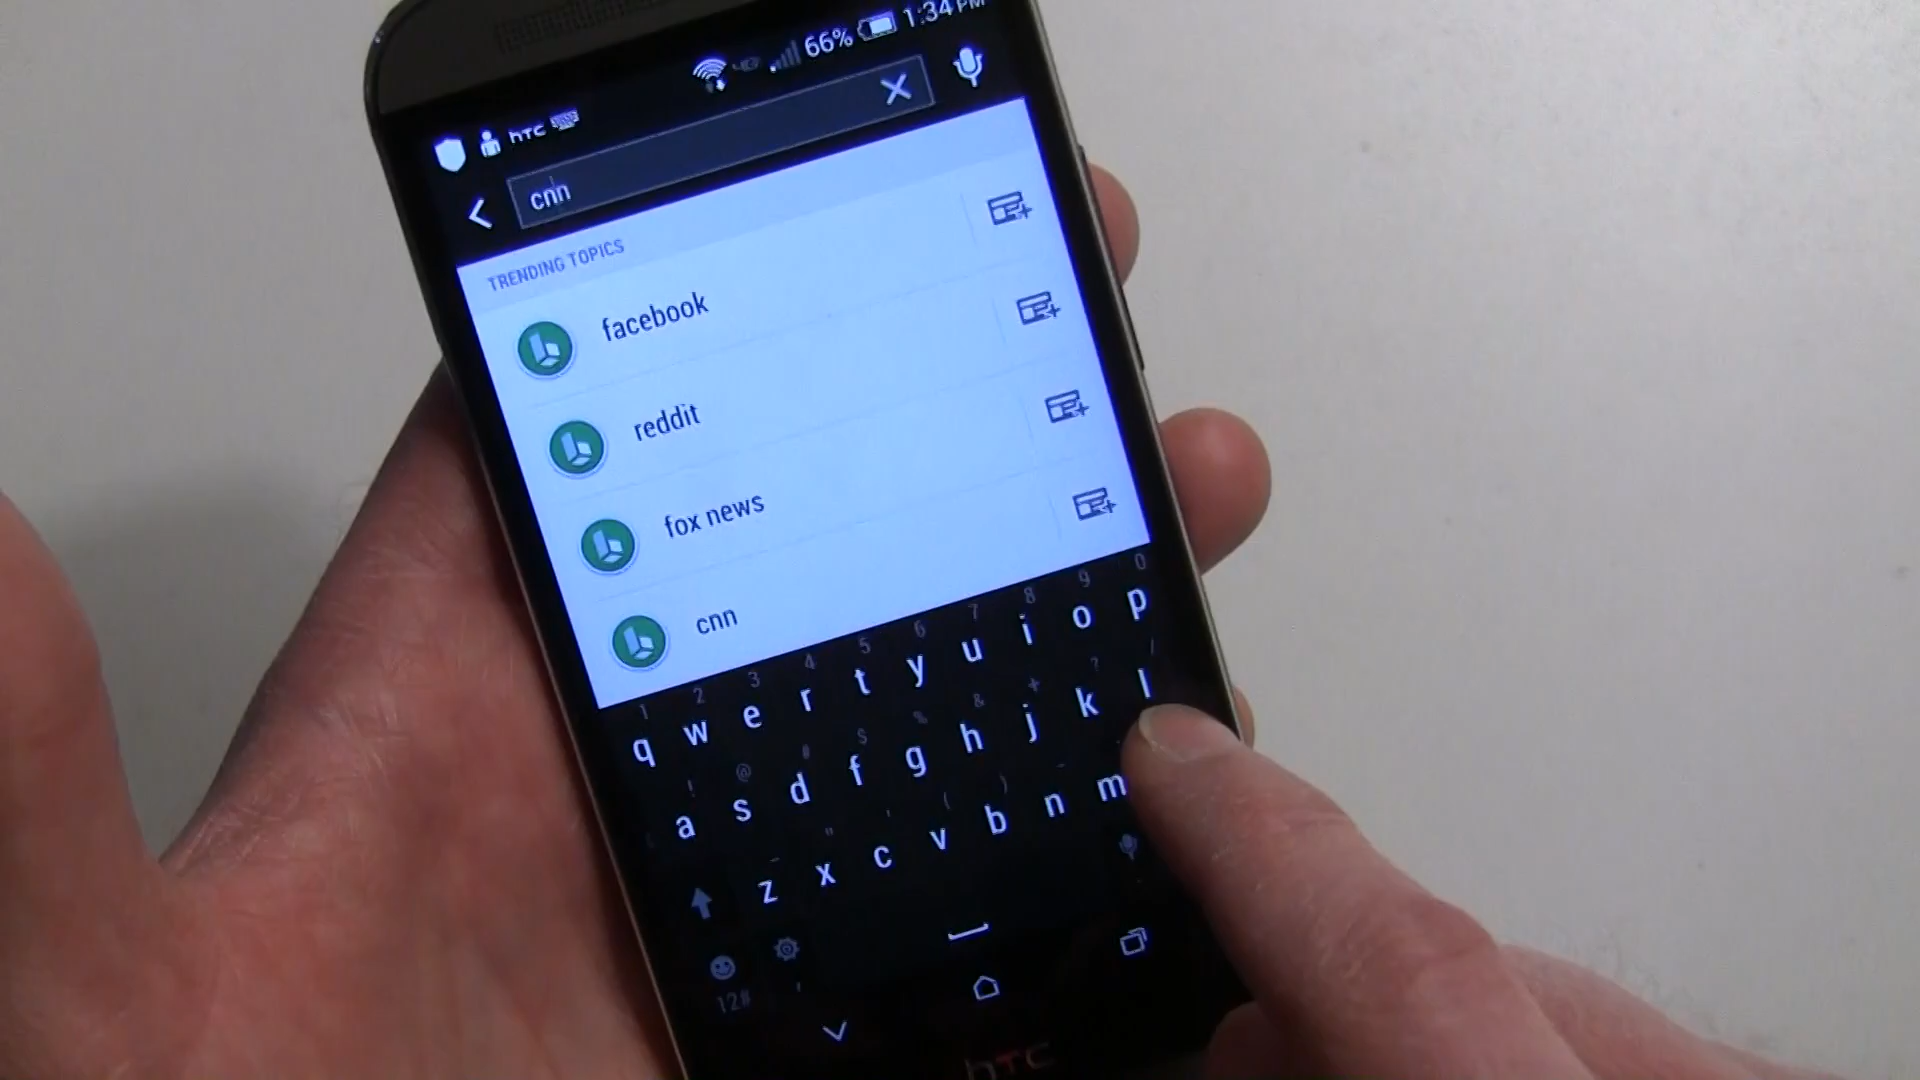 66% 1:34 PM
hTC
cnn
TRENDING TOPICS
facebook
reddit
fox news
cnn
1 2 3 4 5 6 7 8 9 0
q w e r t y u i o p
! @ # $ % & + ? /
a s d f g h j k l
" ' ( )
z x c v b n m
12# ,
hTC